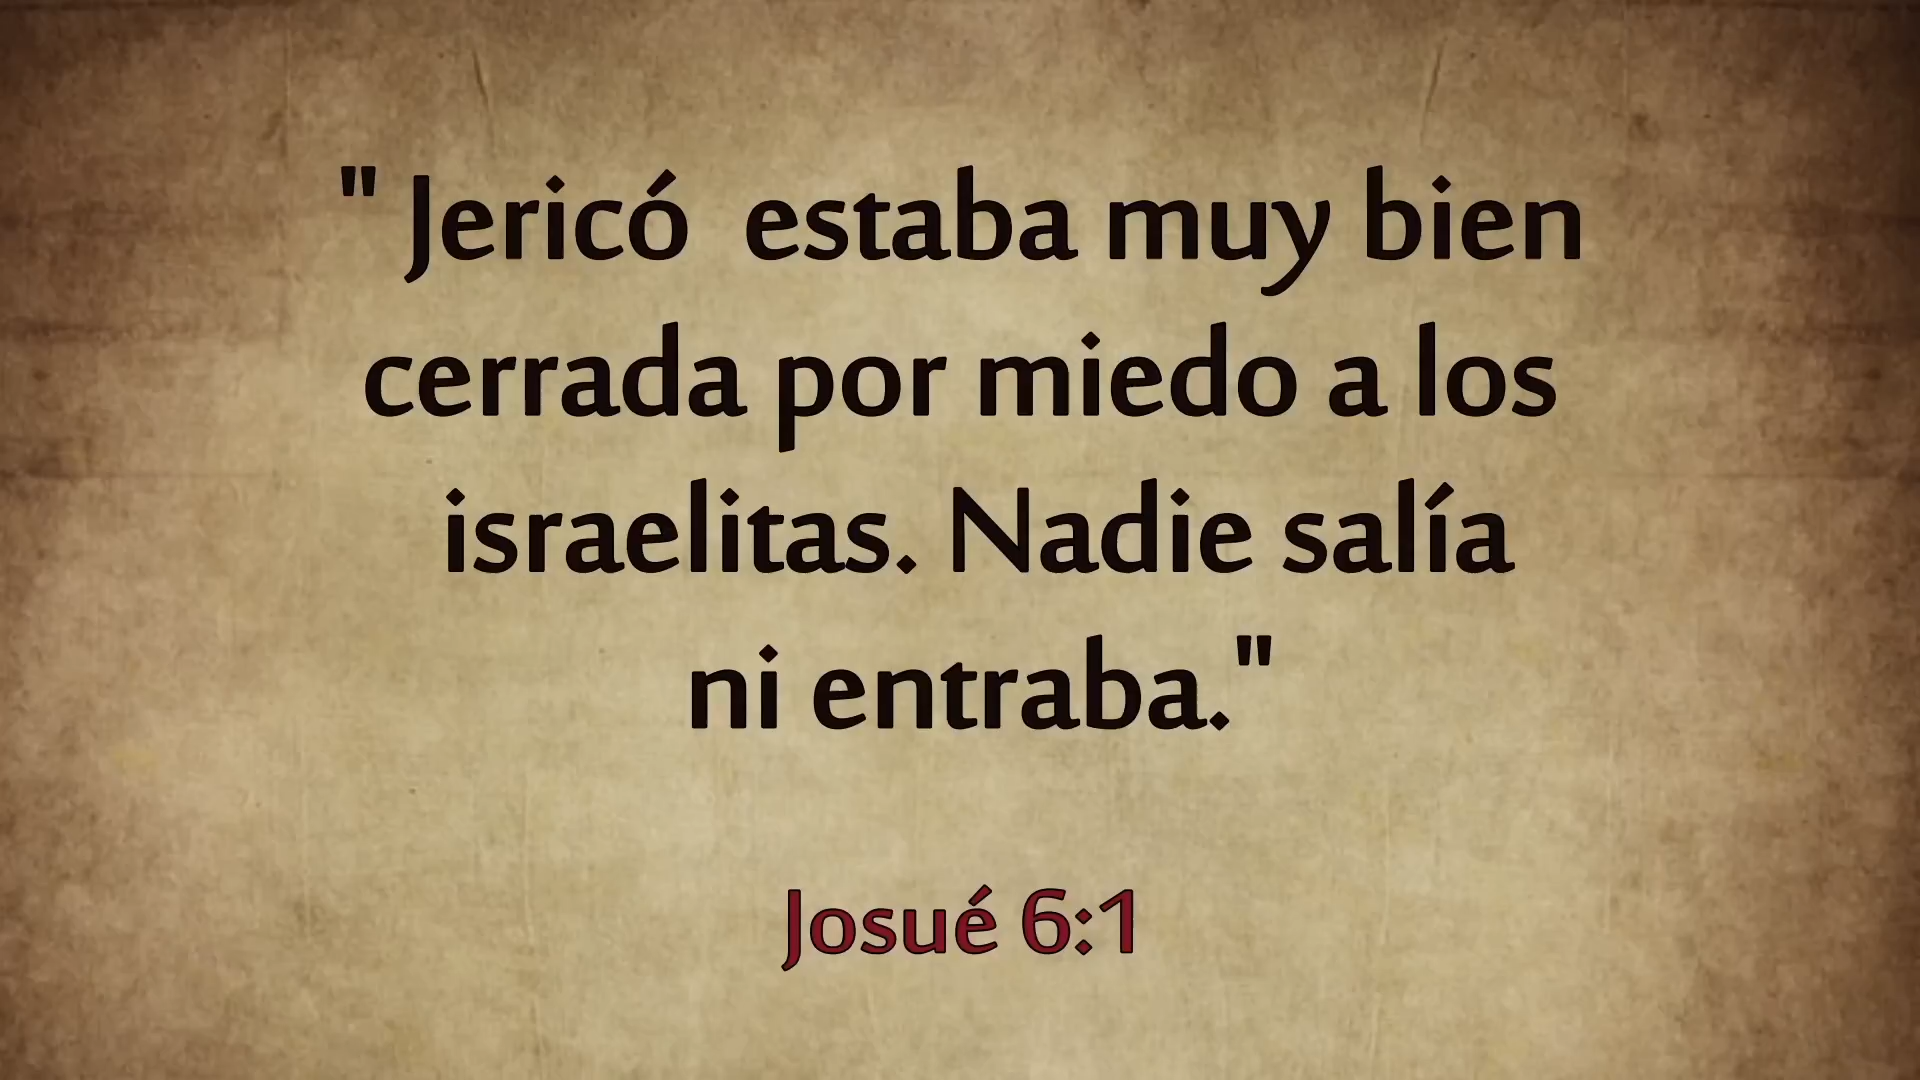 " Jericó  estaba muy bien
cerrada por miedo a los
israelitas. Nadie salía
ni entraba."
Josué 6:1